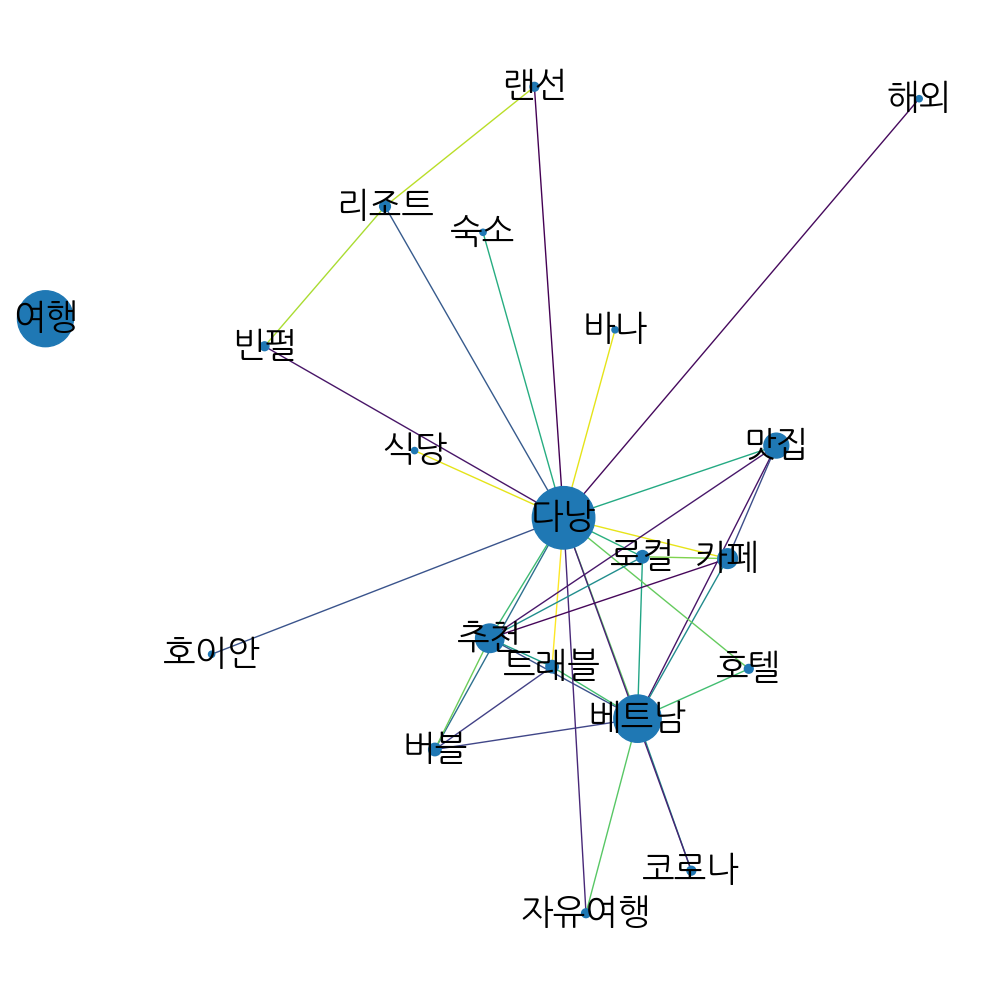 랜선
해외
리조트
숙소
여행
바나
빈펄
맛집
식당
다낭
로컬
카페
추천
호이안
트래블
호텔
베트남
버블
코로나
자유여행